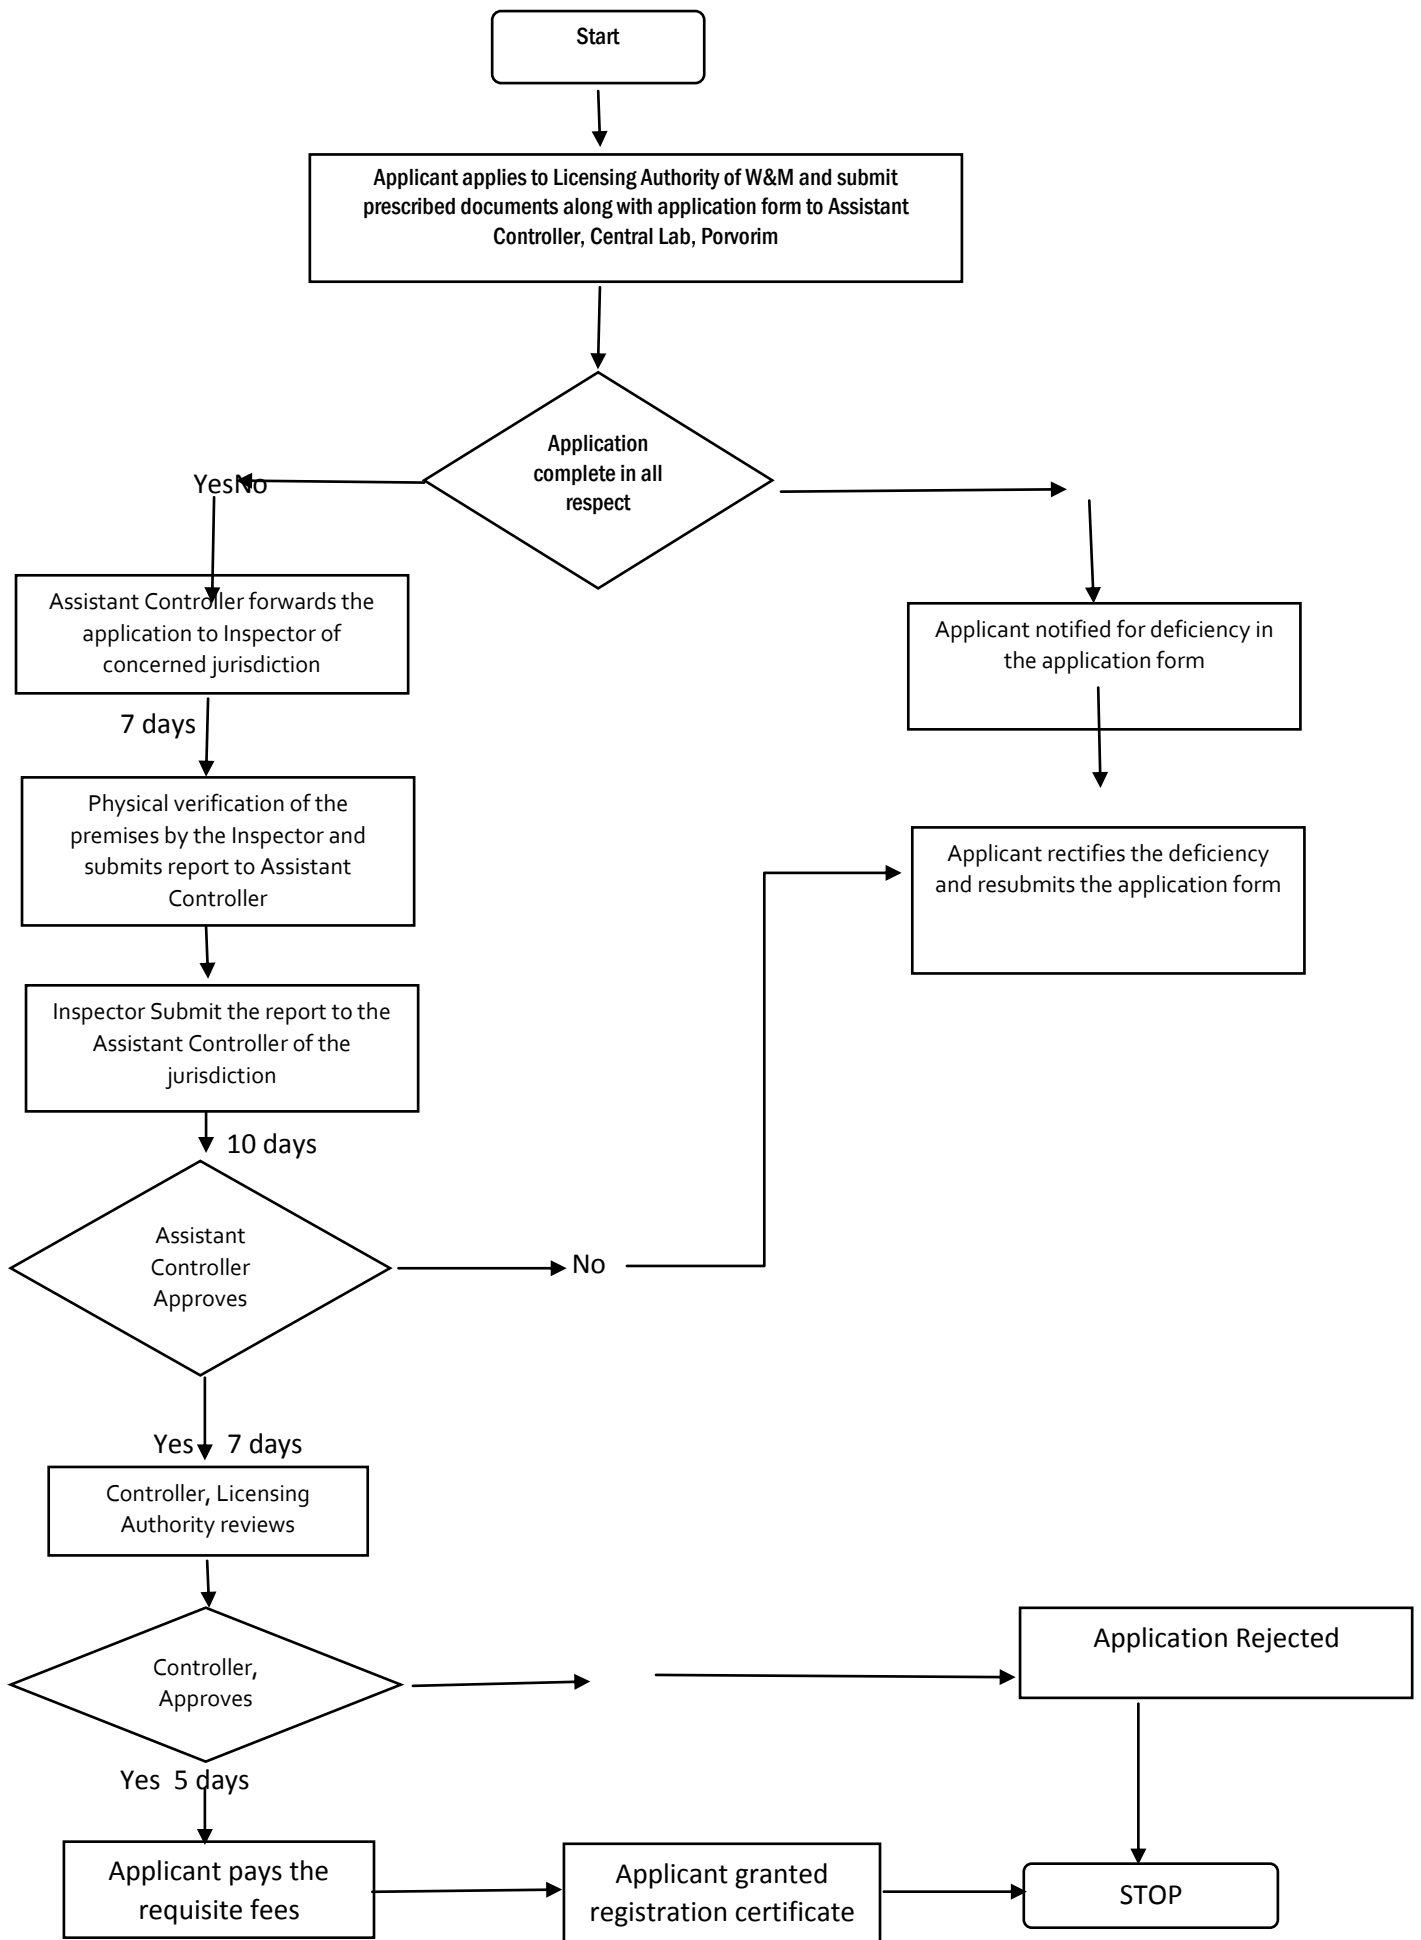 Start
Applicant applies to Licensing Authority of W&M and submit
prescribed documents along with application form to Assistant
Controller, Central Lab, Porvorim
Application
complete in all
respect
YesNo
Assistant Controller forwards the
application to Inspector of
concerned jurisdiction
Applicant notified for deficiency in
the application form
7 days
Physical verification of the
premises by the Inspector and
submits report to Assistant
Controller
Applicant rectifies the deficiency
and resubmits the application form
Inspector Submit the report to the
Assistant Controller of the
jurisdiction
10 days
Assistant
Controller
Approves
No
Yes 7 days
Controller, Licensing
Authority reviews
Controller,
Approves
Application Rejected
Yes 5 days
Applicant pays the
requisite fees
Applicant granted
registration certificate
STOP